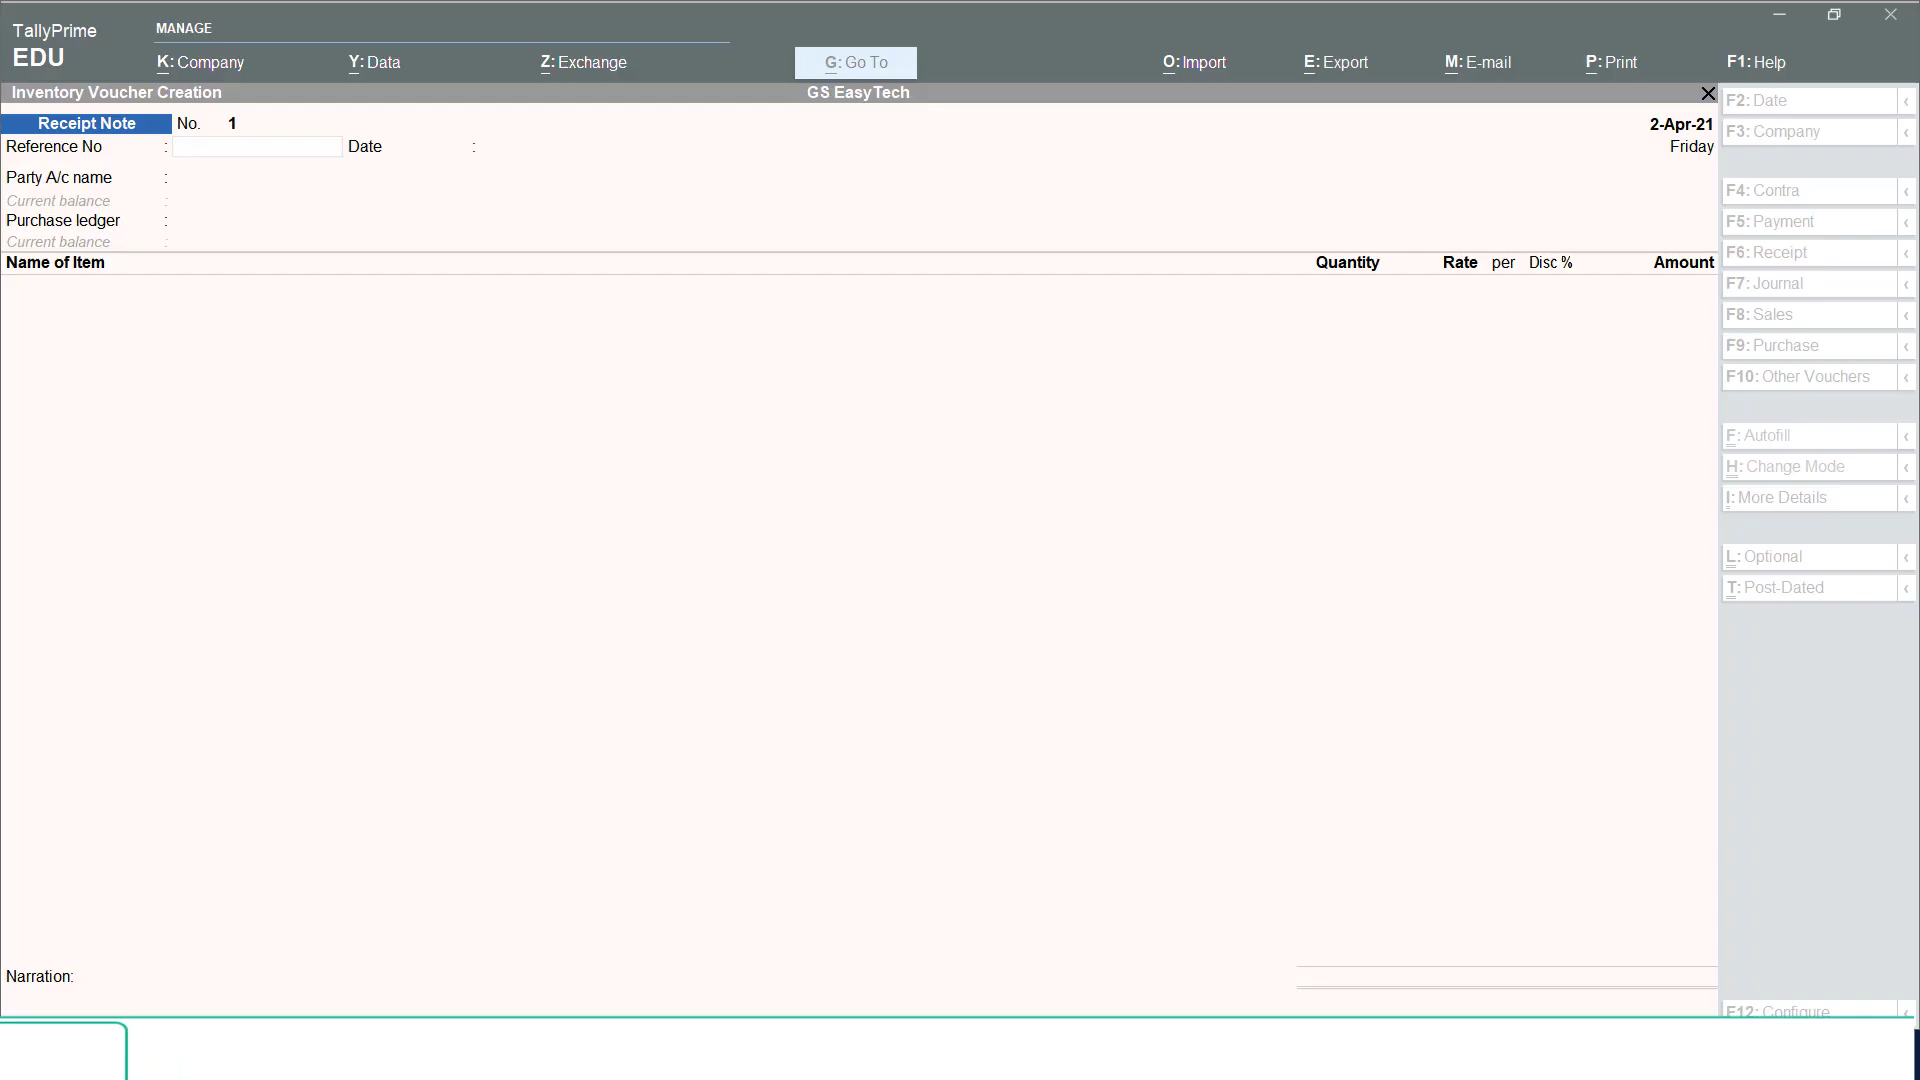 TallyPrime
EDU
MANAGE
K: Company
Y: Data
Z: Exchange
G: Go To
O: Import
E: Export
M: E-mail
P: Print
F1: Help
Inventory Voucher Creation
GS EasyTech
Receipt Note No. 1
2-Apr-21
Reference No : Date :
Friday
Party A/c name :
Current balance :
Purchase ledger :
Current balance :
Name of Item Quantity Rate per Disc % Amount
Narration:
F2: Date
F3: Company
F4: Contra
F5: Payment
F6: Receipt
F7: Journal
F8: Sales
F9: Purchase
F10: Other Vouchers
F: Autofill
H: Change Mode
I: More Details
L: Optional
T: Post-Dated
F12: Configure